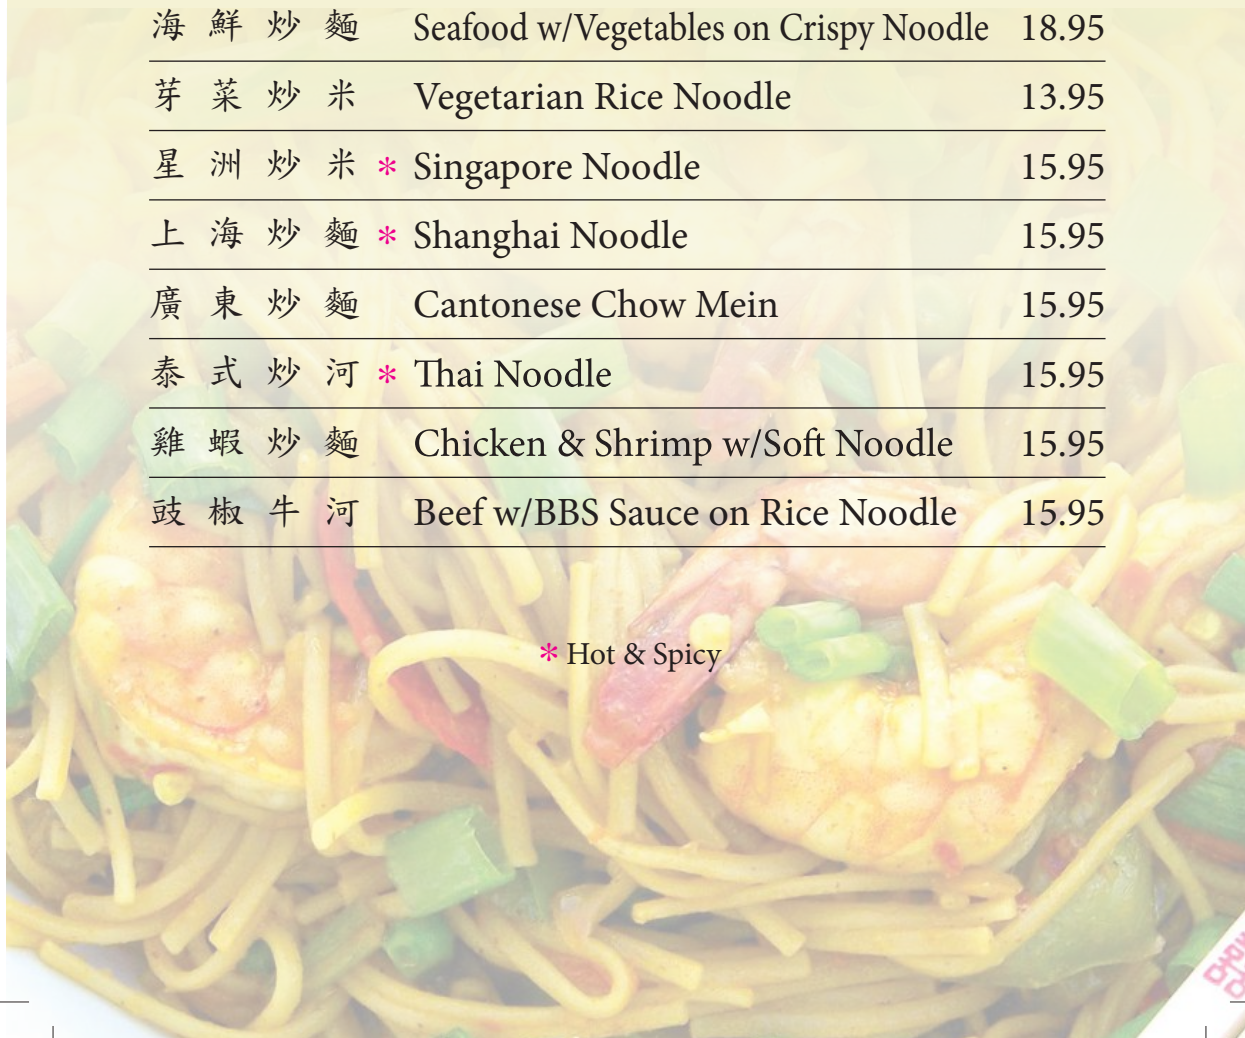 海鮮炒麵 Seafood w/Vegetables on Crispy Noodle 18.95
芽菜炒米 Vegetarian Rice Noodle 13.95
星洲炒米 * Singapore Noodle 15.95
上海炒麵 * Shanghai Noodle 15.95
廣東炒麵 Cantonese Chow Mein 15.95
泰式炒河 * Thai Noodle 15.95
雞蝦炒麵 Chicken & Shrimp w/Soft Noodle 15.95
豉椒牛河 Beef w/BBS Sauce on Rice Noodle 15.95
* Hot & Spicy